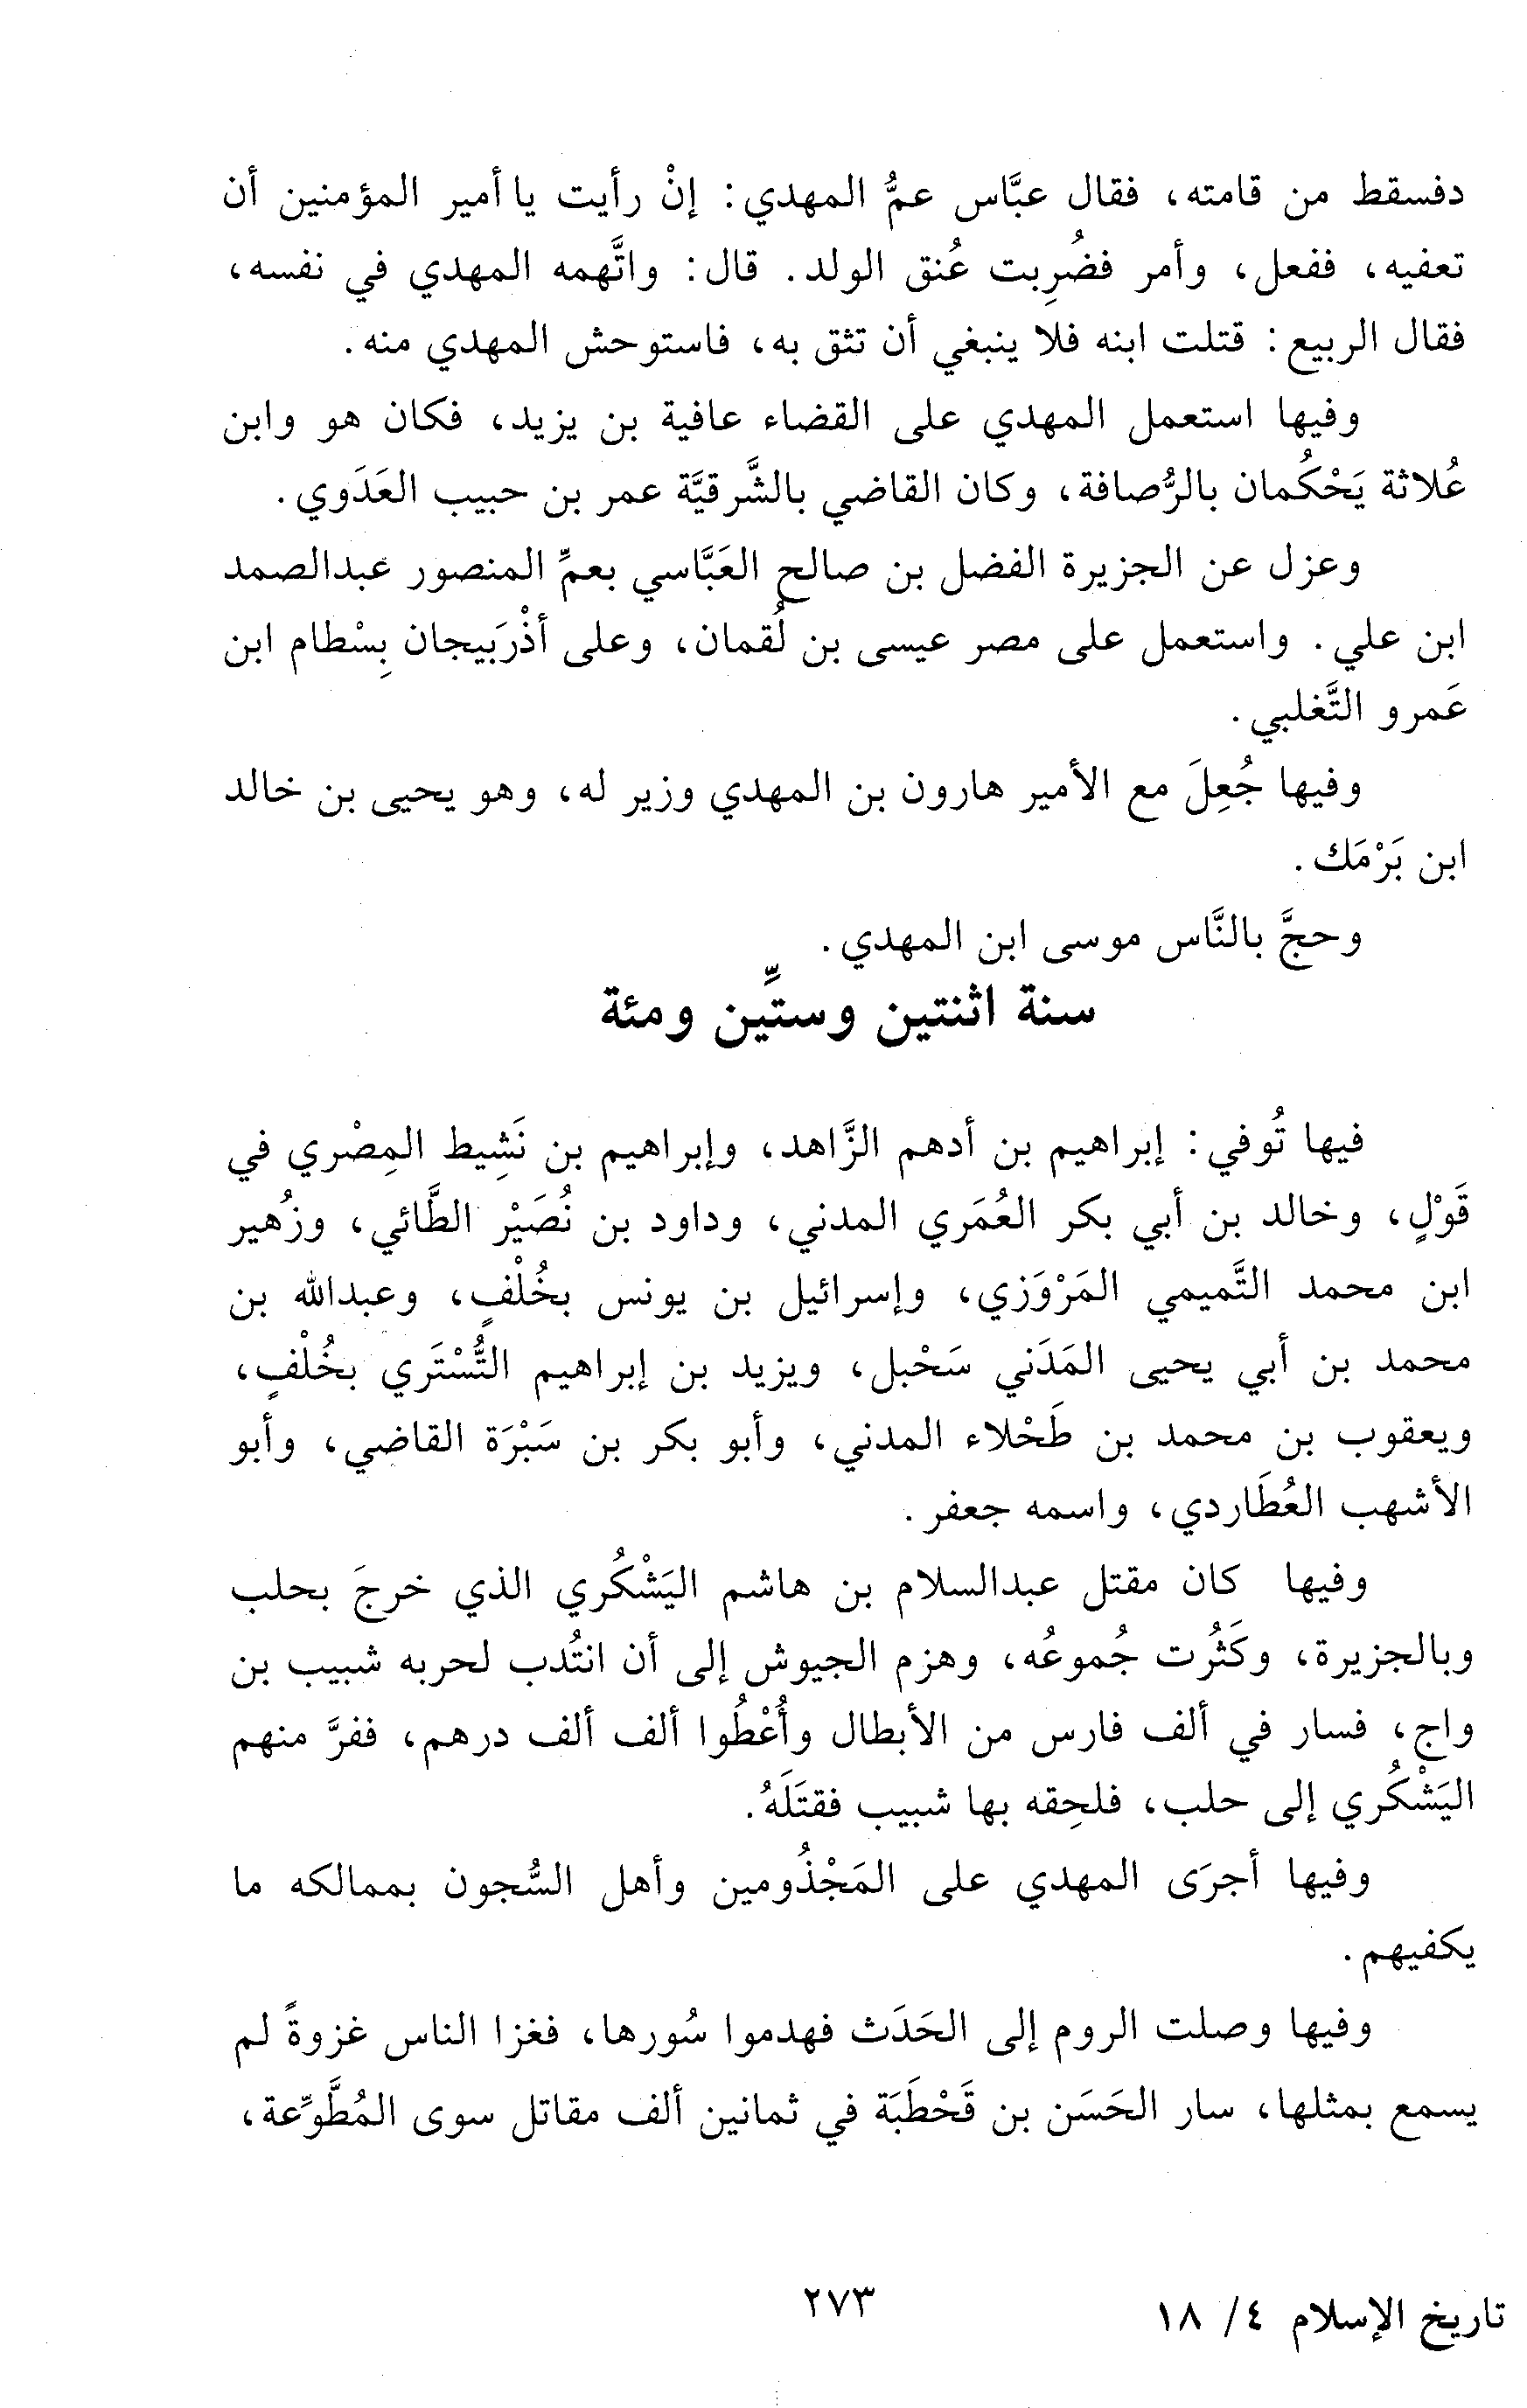 دفسقط من قامته، فقال عبَّاس عمُّ المهدي: إنْ رأيت يا أمير المؤمنين أن
تعفيه، ففعل، وأمر فضُرِبت عُنق الولد. قال: واتَّهمه المهدي في نفسه،
فقال الربيع: قتلت ابنه فلا ينبغي أن تثق به، فاستوحش المهدي منه.
وفيها استعمل المهدي على القضاء عافية بن يزيد، فكان هو وابن
عُلاثة يَحْكُمان بالرُّصافة، وكان القاضي بالشَّرقيَّة عمر بن حبيب العَدَوي.
وعزل عن الجزيرة الفضل بن صالح العَبَّاسي بعمِّ المنصور عبدالصمد
ابن علي. واستعمل على مصر عيسى بن لُقمان، وعلى أذْرَبيجان بِسْطام ابن
عَمرو التَّغلبي.
وفيها جُعِلَ مع الأمير هارون بن المهدي وزير له، وهو يحيى بن خالد
ابن بَرْمَك.
وحجَّ بالنَّاس موسى ابن المهدي.
سنة اثنتين وستِّين ومئة
فيها تُوفي: إبراهيم بن أدهم الزَّاهد، وإبراهيم بن نَشِيط المِصْري في
قَوْلٍ، وخالد بن أبي بكر العُمَري المدني، وداود بن نُصَيْر الطَّائي، وزُهير
ابن محمد التَّميمي المَرْوَزي، وإسرائيل بن يونس بخُلْفٍ، وعبدالله بن
محمد بن أبي يحيى المَدَني سَحْبل، ويزيد بن إبراهيم التُّسْتَري بخُلْفٍ،
ويعقوب بن محمد بن طَحْلاء المدني، وأبو بكر بن سَبْرَة القاضي، وأبو
الأشهب العُطَاردي، واسمه جعفر.
وفيها كان مقتل عبدالسلام بن هاشم اليَشْكُري الذي خرجَ بحلب
وبالجزيرة، وكَثُرت جُموعُه، وهزم الجيوش إلى أن انتُدب لحربه شبيب بن
واج، فسار في ألف فارس من الأبطال وأُعْطُوا ألف ألف درهم، ففرَّ منهم
اليَشْكُري إلى حلب، فلحِقه بها شبيب فقتَلَهُ.
وفيها أجرَى المهدي على المَجْذُومين وأهل السُّجون بممالكه ما
يكفيهم.
وفيها وصلت الروم إلى الحَدَث فهدموا سُورها، فغزا الناس غزوةً لم
يسمع بمثلها، سار الحَسَن بن قَحْطَبَة في ثمانين ألف مقاتل سوى المُطَّوِّعة،
تاريخ الإسلام ٤/ ١٨
٢٧٣